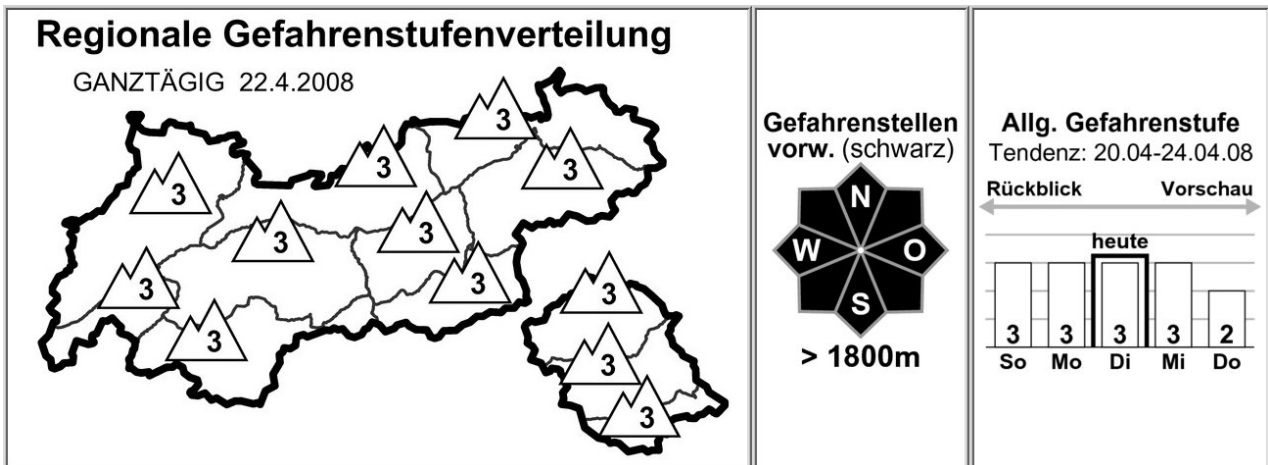 Regionale Gefahrenstufenverteilung
GANZTÄGIG 22.4.2008
3
3
3
3
3
3
3
3
3
3
3
3
Gefahrenstellen
vorw. (schwarz)
N
W O
S
> 1800m
Allg. Gefahrenstufe
Tendenz: 20.04-24.04.08
Rückblick Vorschau
heute
3 3 3 3 2
So Mo Di Mi Do